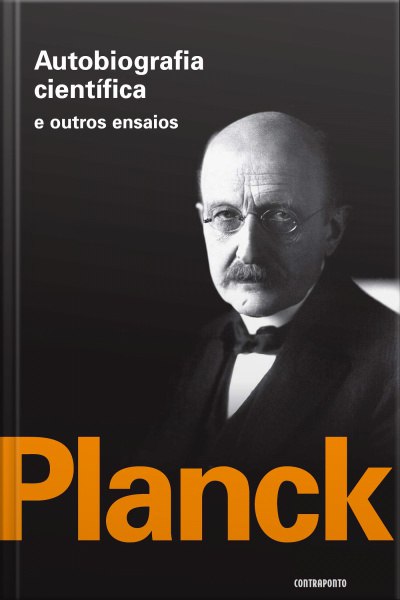 Autobiografia
científica
e outros ensaios
Planck
CONTRAPONTO